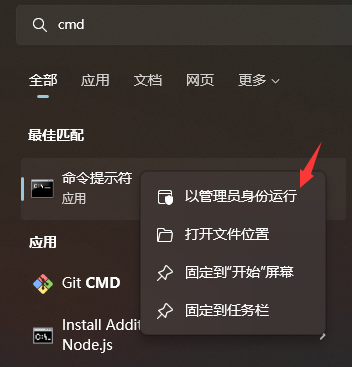 cmd
全部 应用 文档 网页 更多
最佳匹配
命令提示符
应用
以管理员身份运行
打开文件位置
固定到“开始”屏幕
固定到任务栏
应用
Git CMD
Install Addit
Node.js